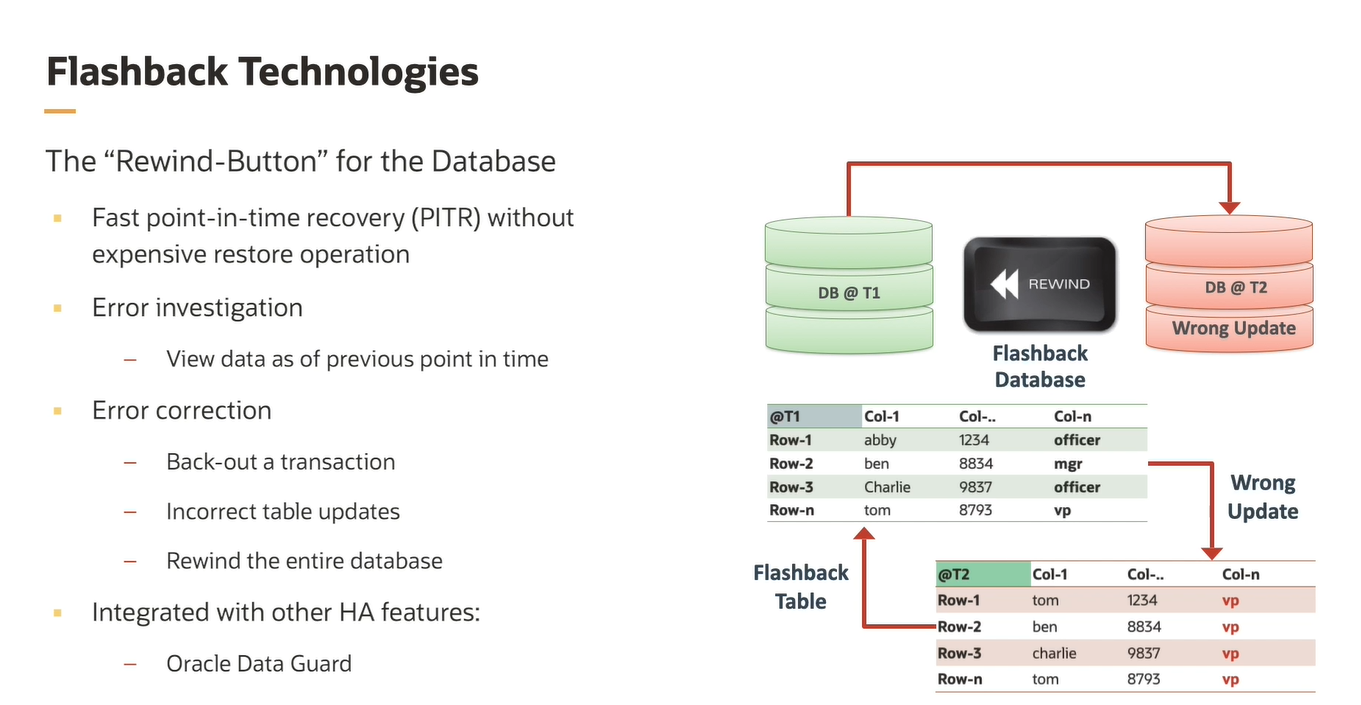 Flashback Technologies
The “Rewind-Button” for the Database
▪ Fast point-in-time recovery (PITR) without
expensive restore operation
▪ Error investigation
– View data as of previous point in time
▪ Error correction
– Back-out a transaction
– Incorrect table updates
– Rewind the entire database
▪ Integrated with other HA features:
– Oracle Data Guard
DB @ T1
REWIND
DB @ T2
Wrong Update
Flashback
Database
@T1 Col-1 Col-.. Col-n
Row-1 abby 1234 officer
Row-2 ben 8834 mgr
Row-3 Charlie 9837 officer
Row-n tom 8793 vp
Wrong
Update
Flashback
Table
@T2 Col-1 Col-.. Col-n
Row-1 tom 1234 vp
Row-2 ben 8834 vp
Row-3 charlie 9837 vp
Row-n tom 8793 vp